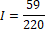 I = 59/220